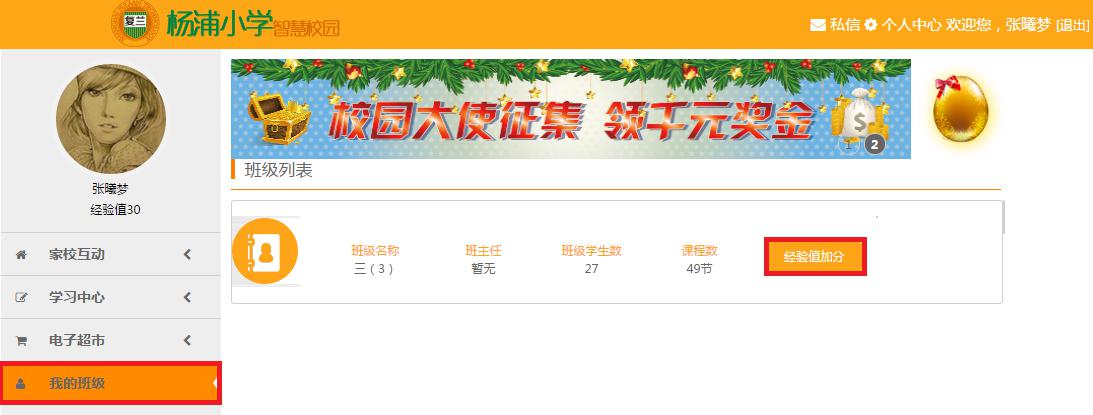 复兰
杨浦小学智慧校园
私信 个人中心 欢迎您，张曦梦 [退出]
张曦梦
经验值30
家校互动
学习中心
电子超市
我的班级
校园大使征集 领千元奖金
1 2
班级列表
班级名称 班主任 班级学生数 课程数
三（3） 暂无 27 49节
经验值加分